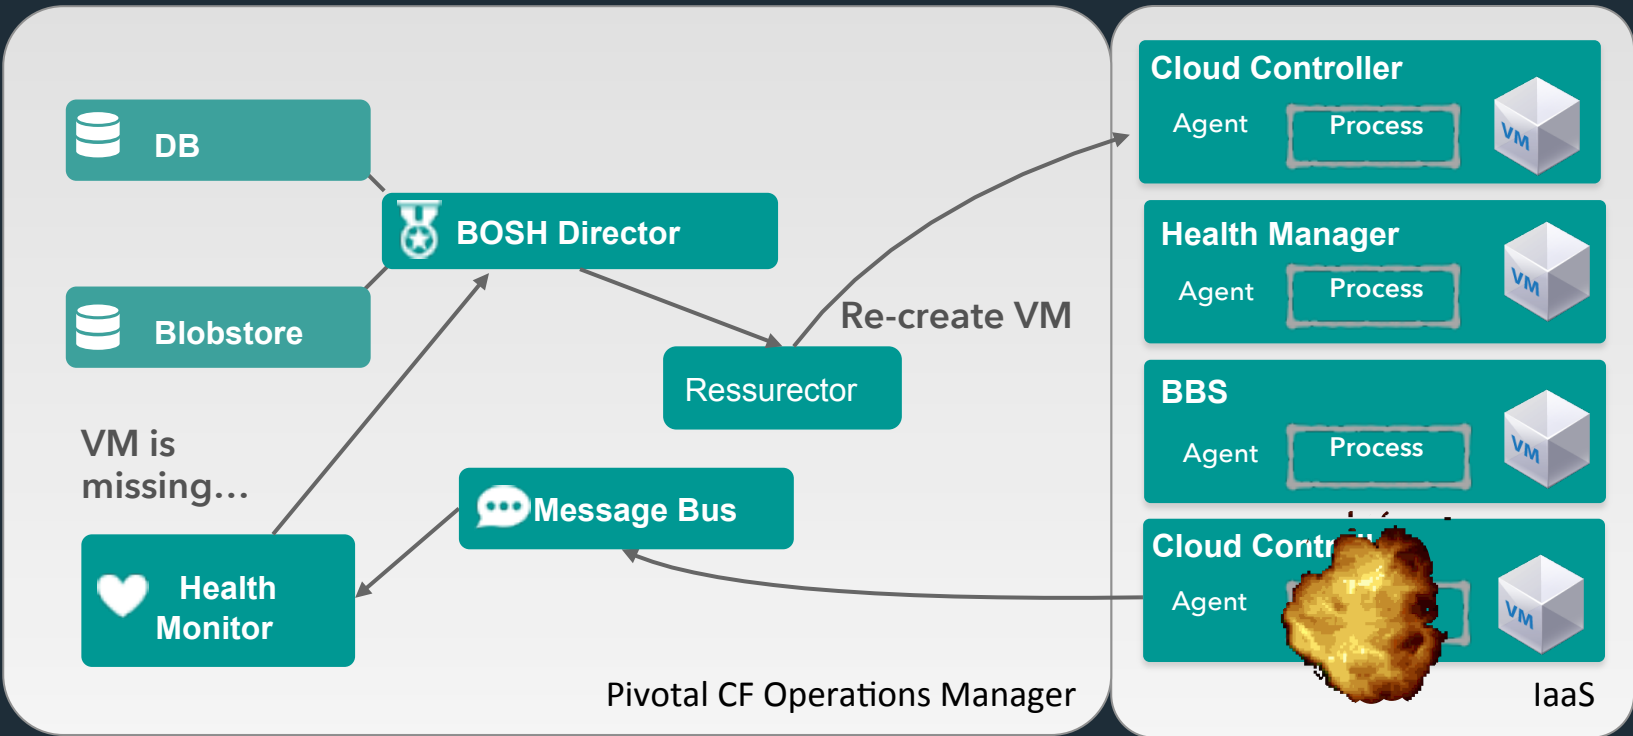 DB
BOSH Director
Blobstore
Re-create VM
Ressurector
VM is
missing...
Message Bus
Health
Monitor
Pivotal CF Operations Manager
Cloud Controller
Agent
Process
VM
Health Manager
Agent
Process
VM
BBS
Agent
Process
VM
Cloud
Agent
VM
IaaS